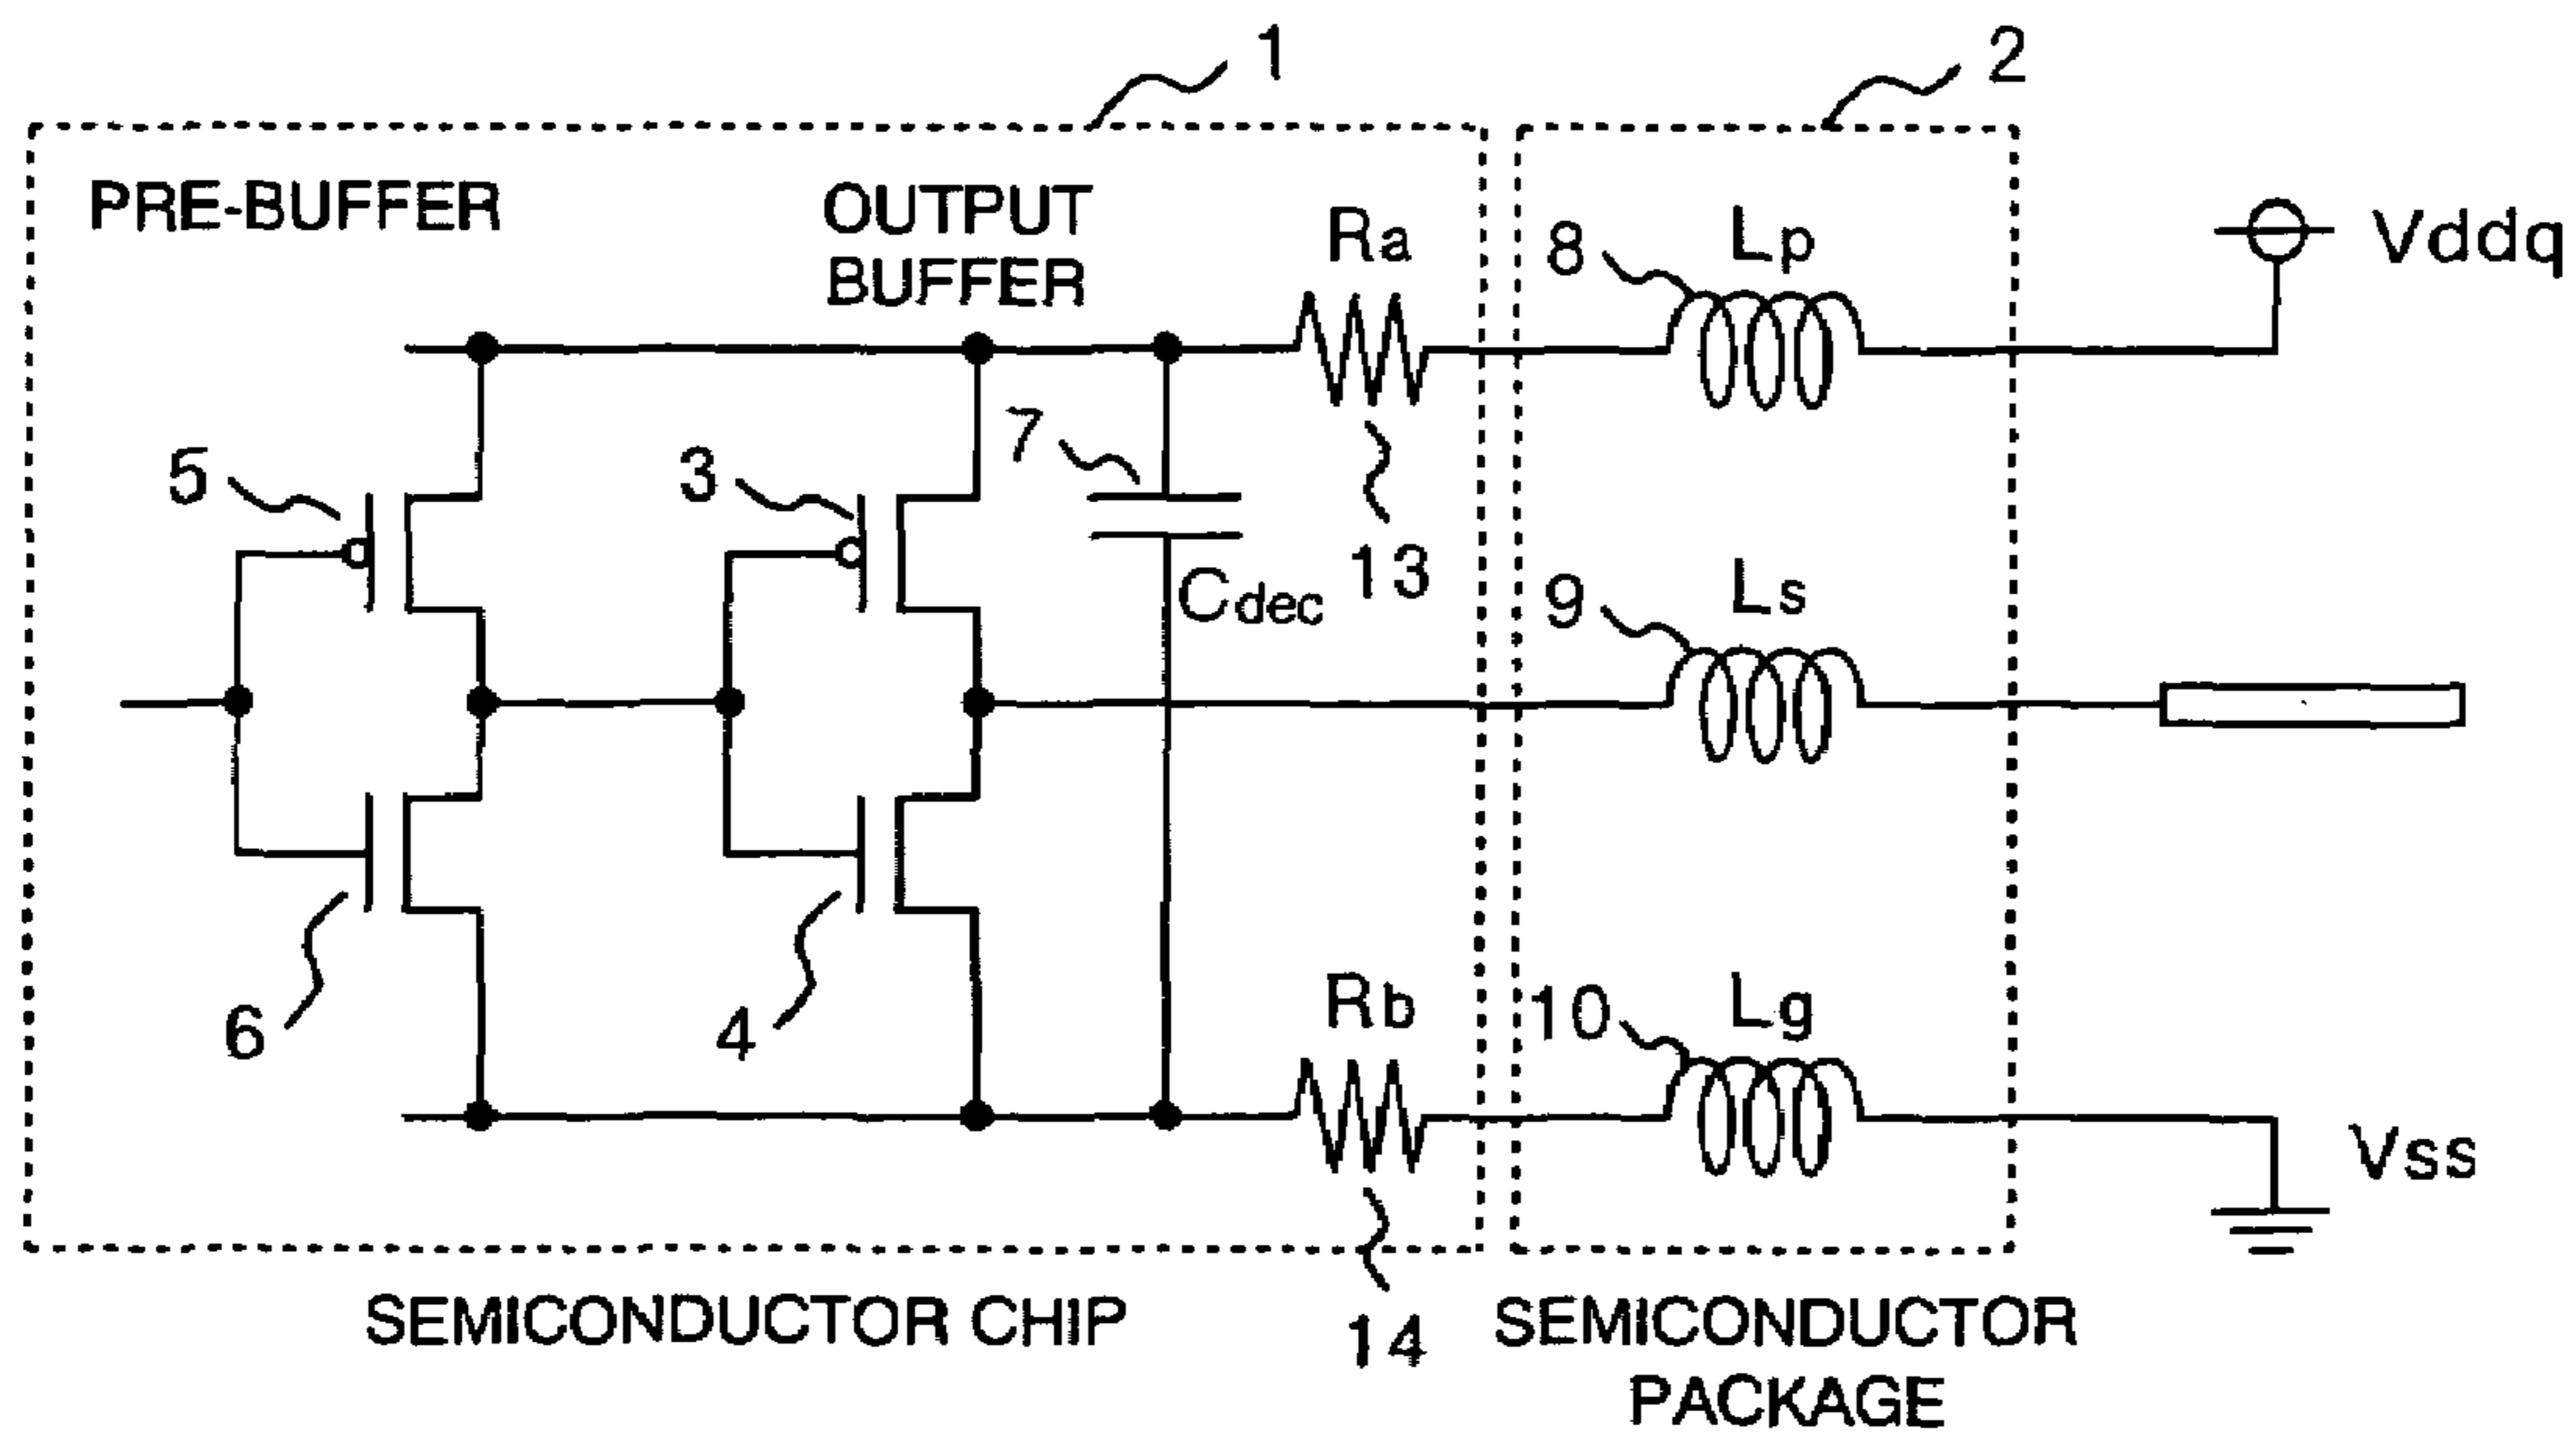 1
2
PRE-BUFFER
OUTPUT
BUFFER
Ra
8
Lp
Vddq
5
3
7
13
Cdec
9
Ls
6
4
Rb
10
Lg
Vss
14
SEMICONDUCTOR CHIP
SEMICONDUCTOR
PACKAGE